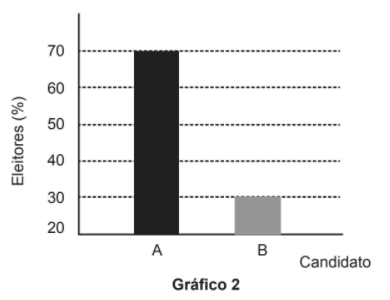 Eleitores (%)
70
60
50
40
30
20
A
B
Candidato
Gráfico 2